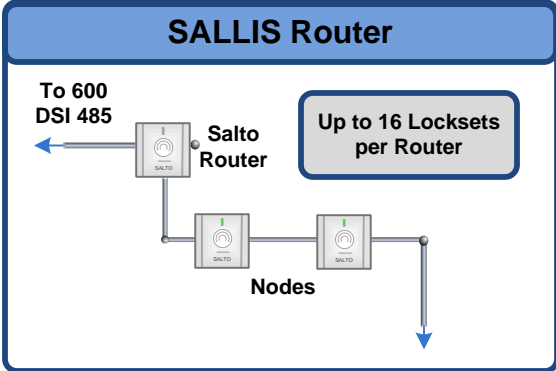 SALLIS Router
To 600
DSI 485
Salto
Router
Up to 16 Locksets
per Router
SALTO
SALTO
SALTO
Nodes